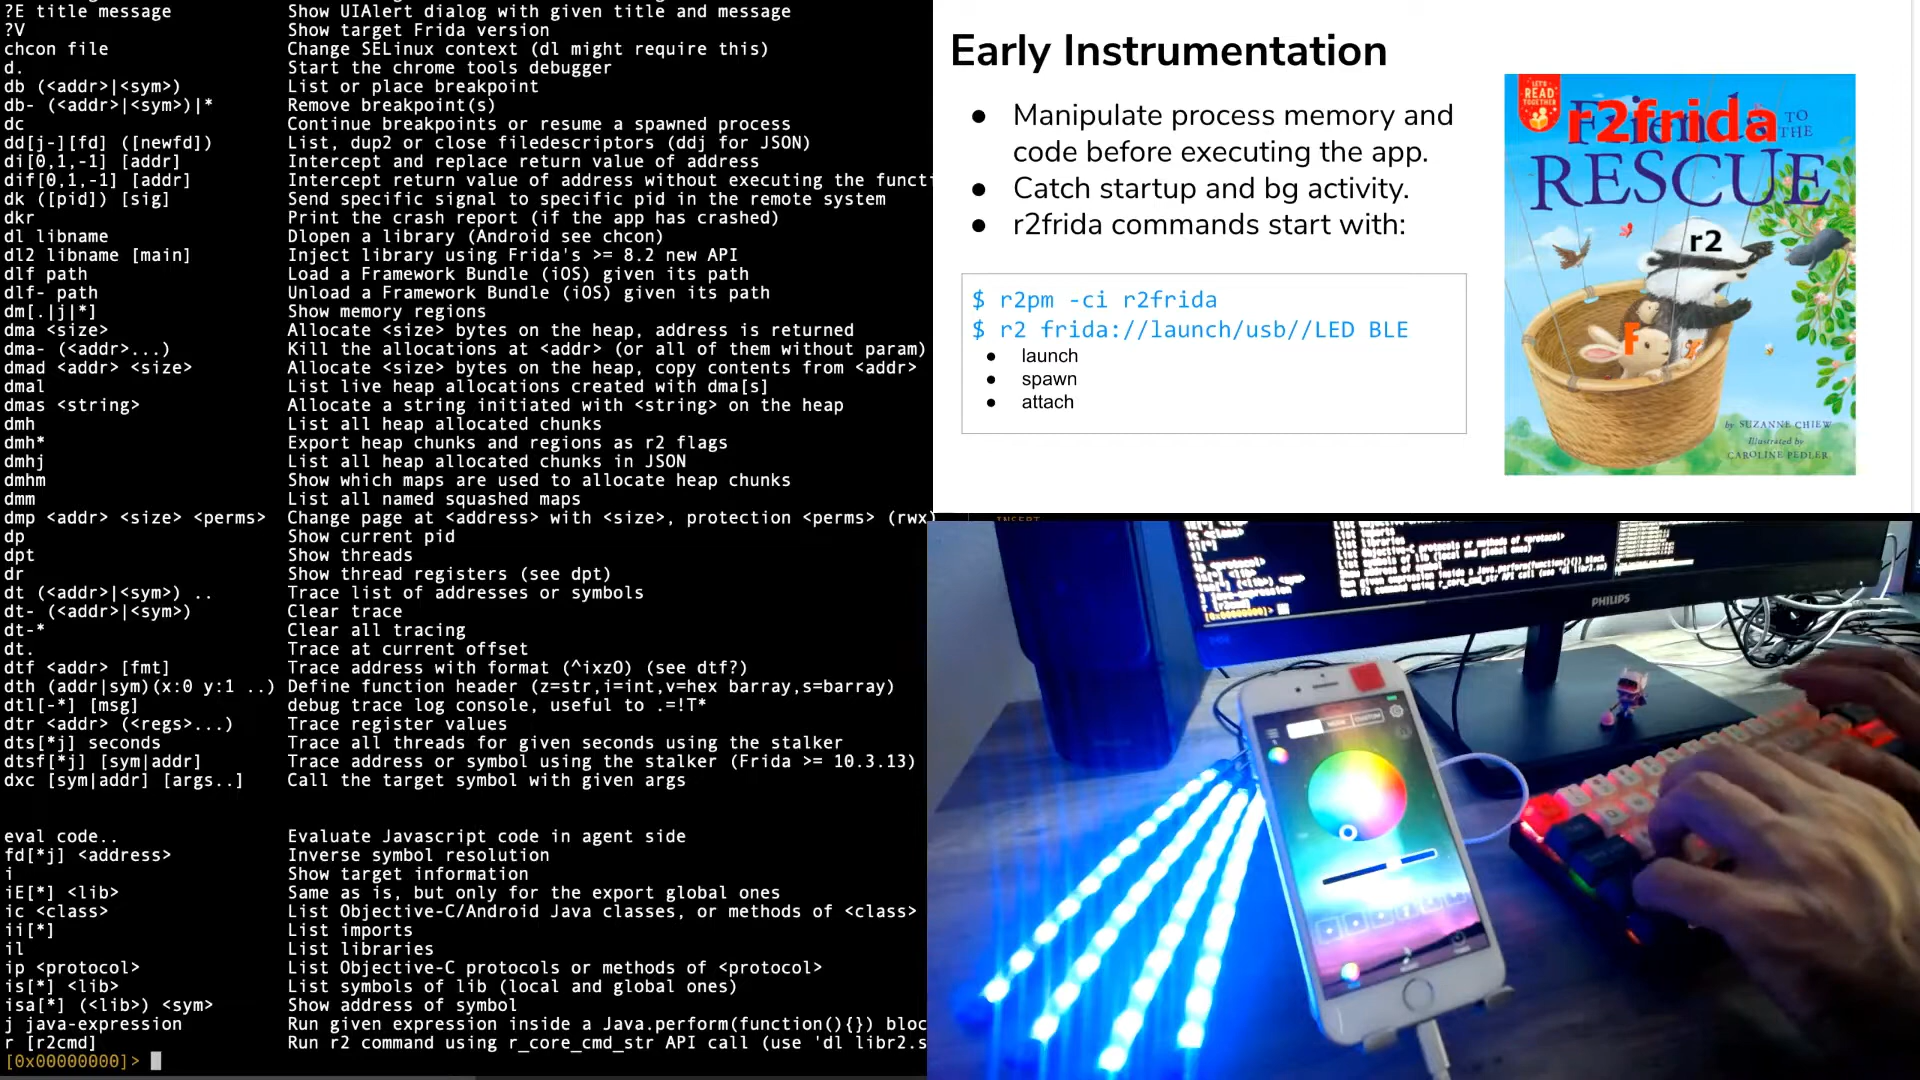 ?E title message Show UIAlert dialog with given title and message
?V Show target Frida version
chcon file Change SELinux context (dl might require this)
d. Start the chrome tools debugger
db (<addr>|<sym>) List or place breakpoint
db- (<addr>|<sym>)|* Remove breakpoint(s)
dc Continue breakpoints or resume a spawned process
dd[j-][fd] ([newfd]) List, dup2 or close filedescriptors (ddj for JSON)
di[0,1,-1] [addr] Intercept and replace return value of address
dif[0,1,-1] [addr] Intercept return value of address without executing the functi
dk ([pid]) [sig] Send specific signal to specific pid in the remote system
dkr Print the crash report (if the app has crashed)
dl libname Dlopen a library (Android see chcon)
dl2 libname [main] Inject library using Frida's >= 8.2 new API
dlf path Load a Framework Bundle (iOS) given its path
dlf- path Unload a Framework Bundle (iOS) given its path
dm[.|j|*] Show memory regions
dma <size> Allocate <size> bytes on the heap, address is returned
dma- (<addr>...) Kill the allocations at <addr> (or all of them without param)
dmad <addr> <size> Allocate <size> bytes on the heap, copy contents from <addr>
dmal List live heap allocations created with dma[s]
dmas <string> Allocate a string initiated with <string> on the heap
dmh List all heap allocated chunks
dmh* Export heap chunks and regions as r2 flags
dmhj List all heap allocated chunks in JSON
dmhm Show which maps are used to allocate heap chunks
dmm List all named squashed maps
dmp <addr> <size> <perms> Change page at <address> with <size>, protection <perms> (rwx)
dp Show current pid
dpt Show threads
dr Show thread registers (see dpt)
dt (<addr>|<sym>) .. Trace list of addresses or symbols
dt- (<addr>|<sym>) Clear trace
dt-* Clear all tracing
dt. Trace at current offset
dtf <addr> [fmt] Trace address with format (^ixzO) (see dtf?)
dth (addr|sym)(x:0 y:1 ..) Define function header (z=str,i=int,v=hex barray,s=barray)
dtl[-*] [msg] debug trace log console, useful to .=!T*
dtr <addr> (<regs>...) Trace register values
dts[*j] seconds Trace all threads for given seconds using the stalker
dtsf[*j] [sym|addr] Trace address or symbol using the stalker (Frida >= 10.3.13)
dxc [sym|addr] [args..] Call the target symbol with given args
eval code.. Evaluate Javascript code in agent side
fd[*j] <address> Inverse symbol resolution
i Show target information
iE[*] <lib> Same as is, but only for the export global ones
ic <class> List Objective-C/Android Java classes, or methods of <class>
ii[*] List imports
il List libraries
ip <protocol> List Objective-C protocols or methods of <protocol>
is[*] <lib> List symbols of lib (local and global ones)
isa[*] (<lib>) <sym> Show address of symbol
j java-expression Run given expression inside a Java.perform(function(){}) bloc
r [r2cmd] Run r2 command using r_core_cmd_str API call (use 'dl libr2.s
[0x00000000]>
Early Instrumentation
● Manipulate process memory and
code before executing the app.
● Catch startup and bg activity.
● r2frida commands start with:
$ r2pm -ci r2frida
$ r2 frida://launch/usb//LED BLE
● launch
● spawn
● attach
LET'S
READ
TOGETHER
r2frida
TO
THE
RESCUE
r2
F
by SUZANNE CHIEW
Illustrated by
CAROLINE PEDLER
PHILIPS
[0x00000000]>